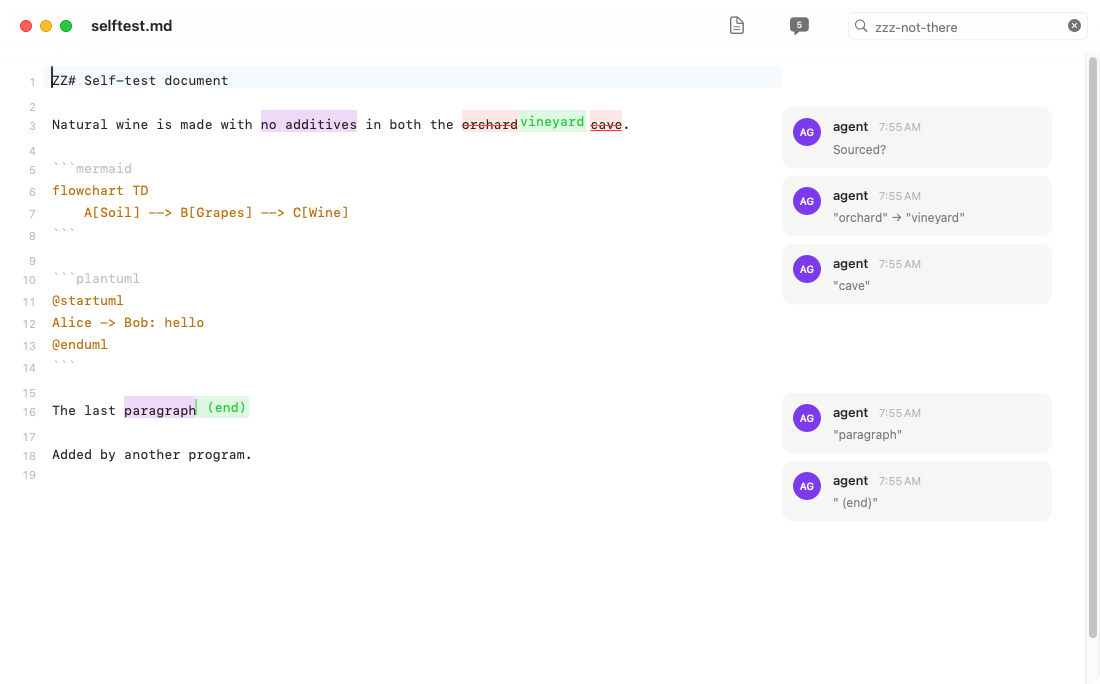 selftest.md
5
zzz-not-there
1 ZZ# Self-test document
2
3 Natural wine is made with no additives in both the orchard vineyard cave.
4
5 ```mermaid
6 flowchart TD
7 A[Soil] --> B[Grapes] --> C[Wine]
8 ```
9
10 ```plantuml
11 @startuml
12 Alice -> Bob: hello
13 @enduml
14 ```
15
16 The last paragraph (end)
17
18 Added by another program.
19
AG agent 7:55 AM
Sourced?
AG agent 7:55 AM
"orchard" → "vineyard"
AG agent 7:55 AM
"cave"
AG agent 7:55 AM
"paragraph"
AG agent 7:55 AM
" (end)"